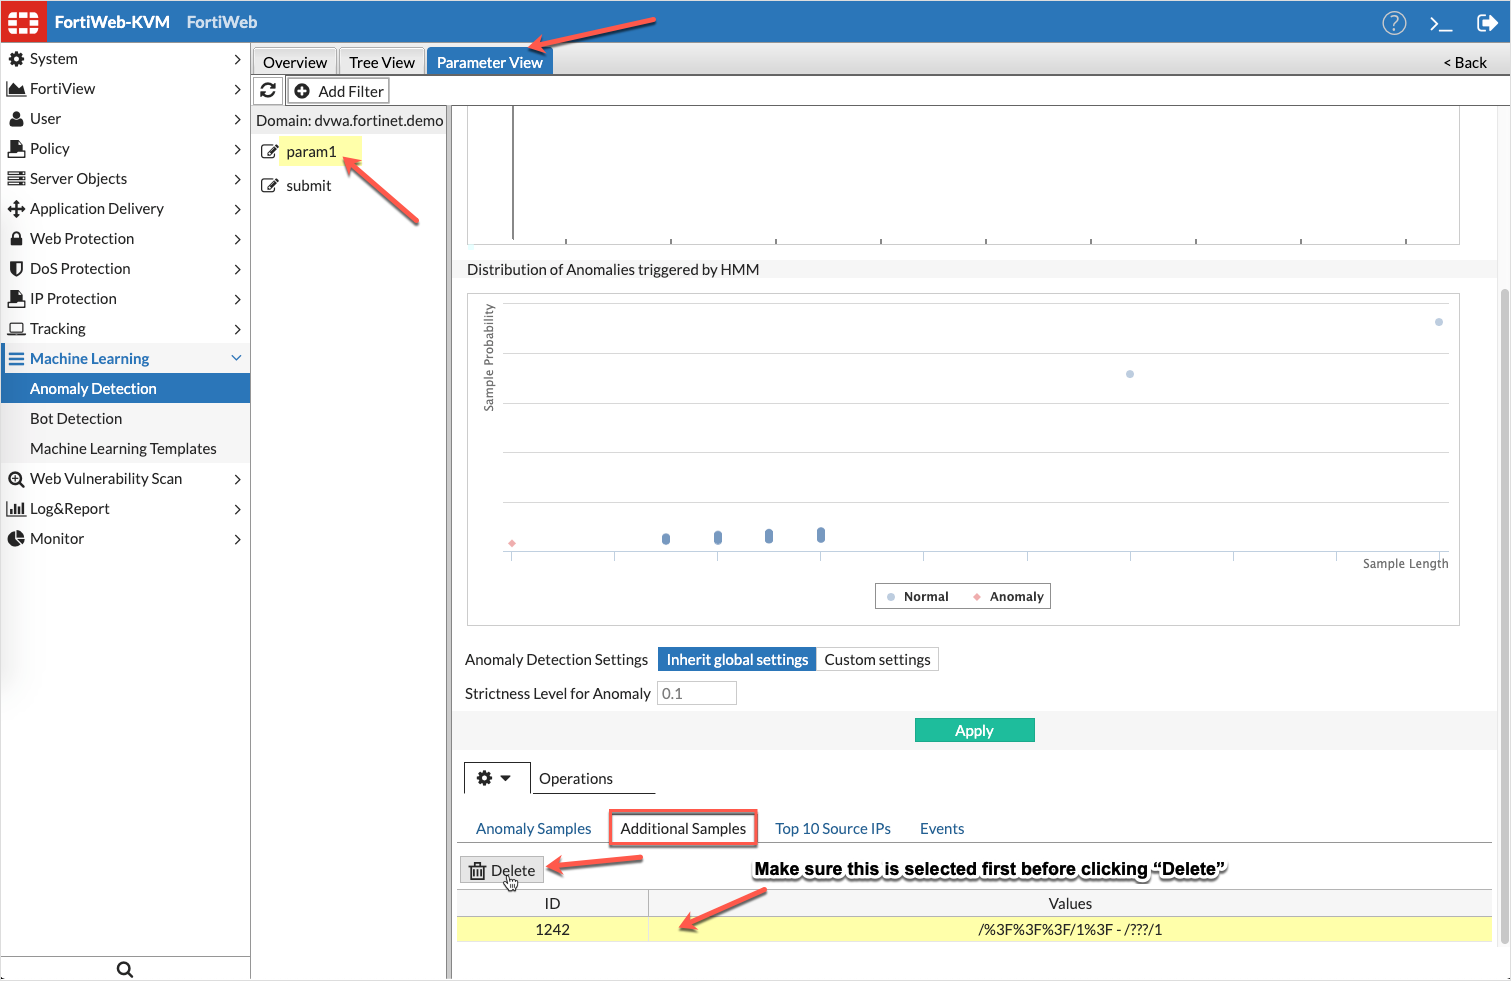 FortiWeb-KVM FortiWeb
?
Overview Tree View Parameter View < Back
System
FortiView
User
Policy
Server Objects
Application Delivery
Web Protection
DoS Protection
IP Protection
Tracking
Machine Learning
Anomaly Detection
Bot Detection
Machine Learning Templates
Web Vulnerability Scan
Log&Report
Monitor
Add Filter
Domain: dvwa.fortinet.demo
param1
submit
Distribution of Anomalies triggered by HMM
Sample Probability
Sample Length
Normal Anomaly
Anomaly Detection Settings Inherit global settings Custom settings
Strictness Level for Anomaly 0.1
Apply
Operations
Anomaly Samples Additional Samples Top 10 Source IPs Events
Delete
Make sure this is selected first before clicking “Delete”
ID Values
1242 /%3F%3F%3F/1%3F - /???/1